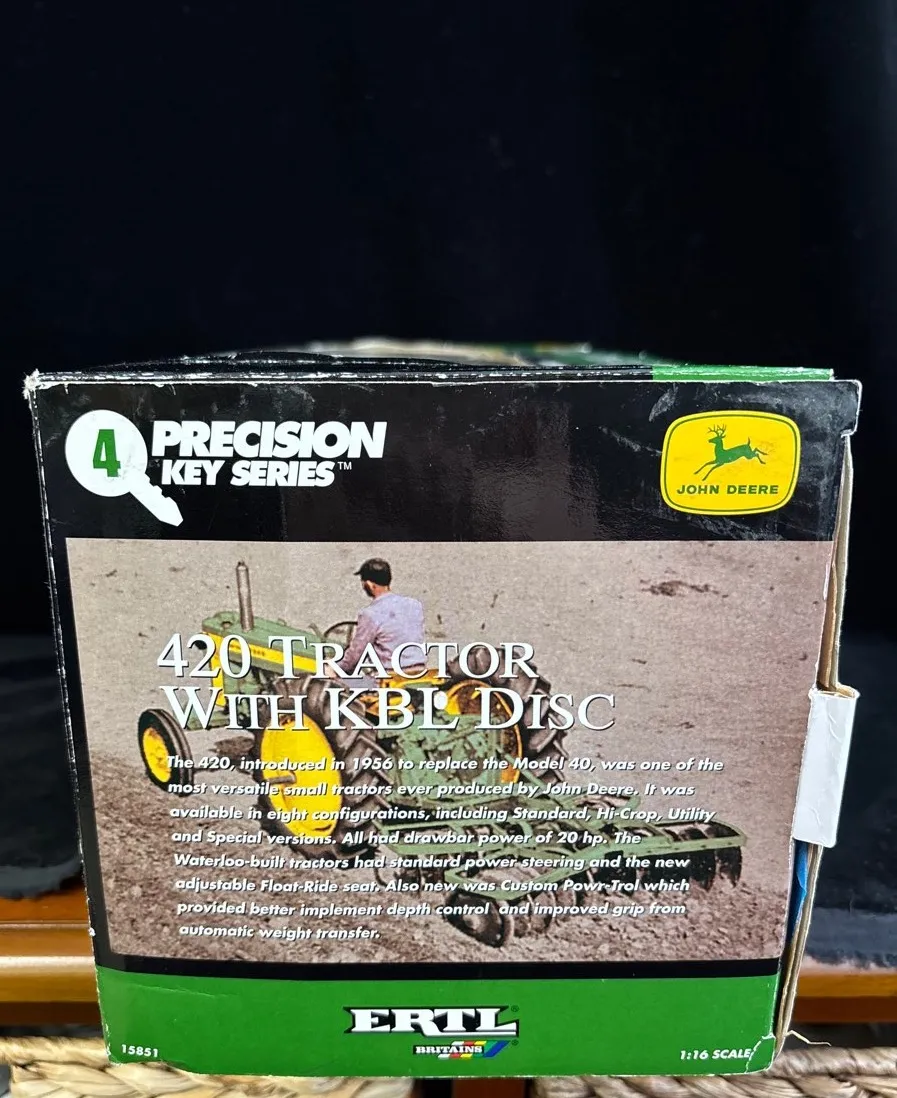 4
PRECISION
KEY SERIES™
JOHN DEERE
420 TRACTOR
WITH KBL DISC
The 420, introduced in 1956 to replace the Model 40, was one of the
most versatile small tractors ever produced by John Deere. It was
available in eight configurations, including Standard, Hi-Crop, Utility
and Special versions. All had drawbar power of 20 hp. The
Waterloo-built tractors had standard power steering and the new
adjustable Float-Ride seat. Also new was Custom Powr-Trol which
provided better implement depth control and improved grip from
automatic weight transfer.
ERTL®
BRITAINS
15851
1:16 SCALE